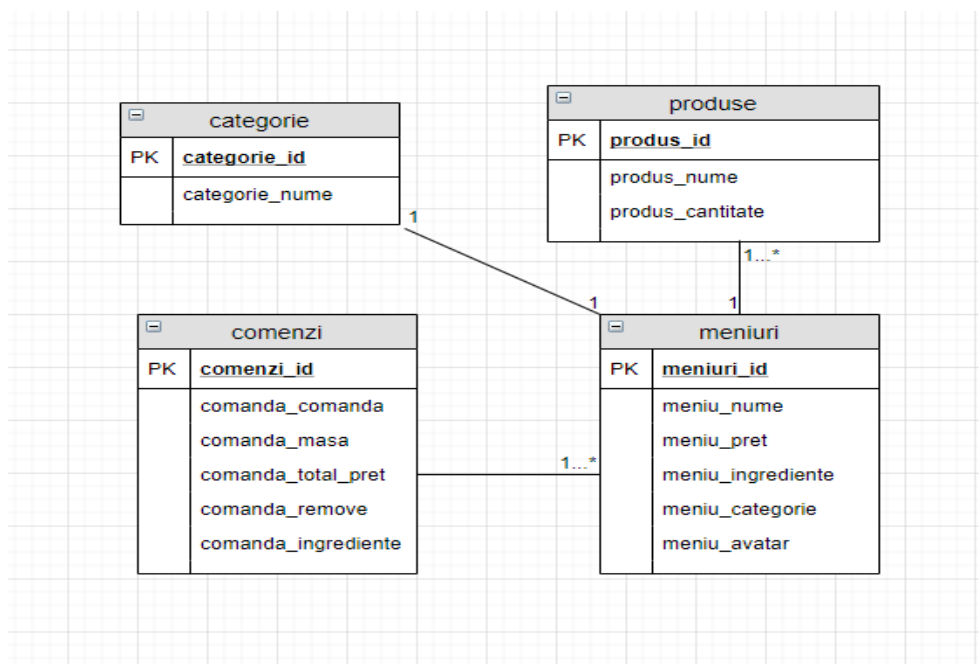 categorie
PK categorie_id
categorie_nume
1
produse
PK produs_id
produs_nume
produs_cantitate
1...*
1
1
comenzi
PK comenzi_id
comanda_comanda
comanda_masa
comanda_total_pret
comanda_remove
comanda_ingrediente
1...*
meniuri
PK meniuri_id
meniu_nume
meniu_pret
meniu_ingrediente
meniu_categorie
meniu_avatar